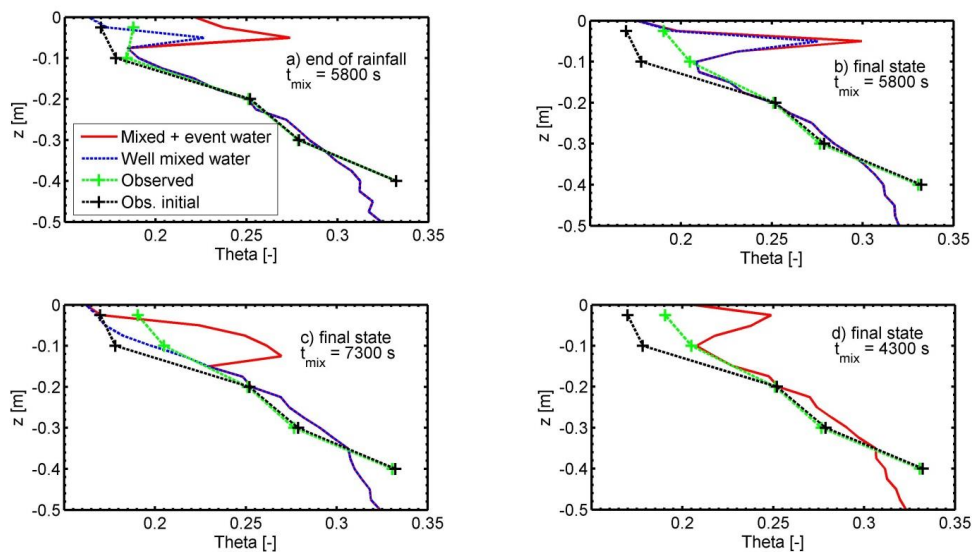 0
-0.1
-0.2
-0.3
-0.4
-0.5
z [m]
0.2
0.25
0.3
0.35
Theta [-]
a) end of rainfall
t_mix = 5800 s
Mixed + event water
Well mixed water
Observed
Obs. initial
0
-0.1
-0.2
-0.3
-0.4
-0.5
z [m]
0.2
0.25
0.3
0.35
Theta [-]
b) final state
t_mix = 5800 s
0
-0.1
-0.2
-0.3
-0.4
-0.5
z [m]
0.2
0.25
0.3
0.35
Theta [-]
c) final state
t_mix = 7300 s
0
-0.1
-0.2
-0.3
-0.4
-0.5
z [m]
0.2
0.25
0.3
0.35
Theta [-]
d) final state
t_mix = 4300 s